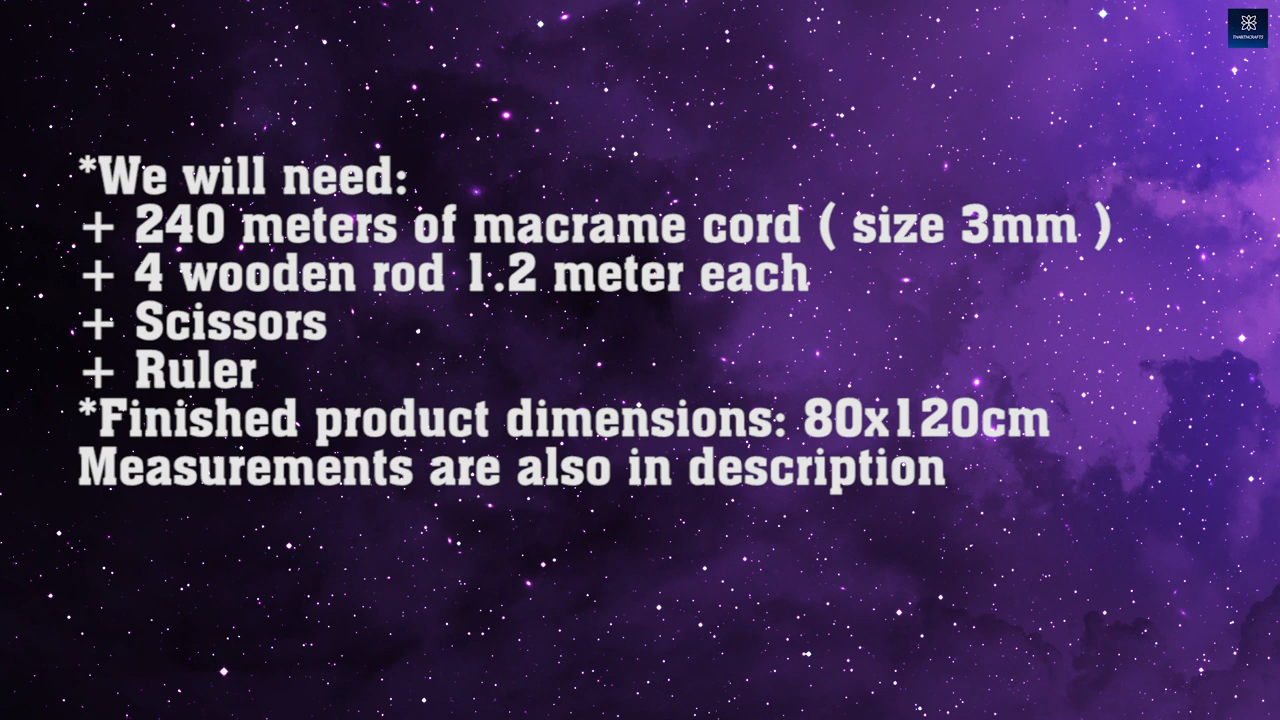 THARTHCRAFTS
*We will need:
+ 240 meters of macrame cord ( size 3mm )
+ 4 wooden rod 1.2 meter each
+ Scissors
+ Ruler
*Finished product dimensions: 80x120cm
Measurements are also in description